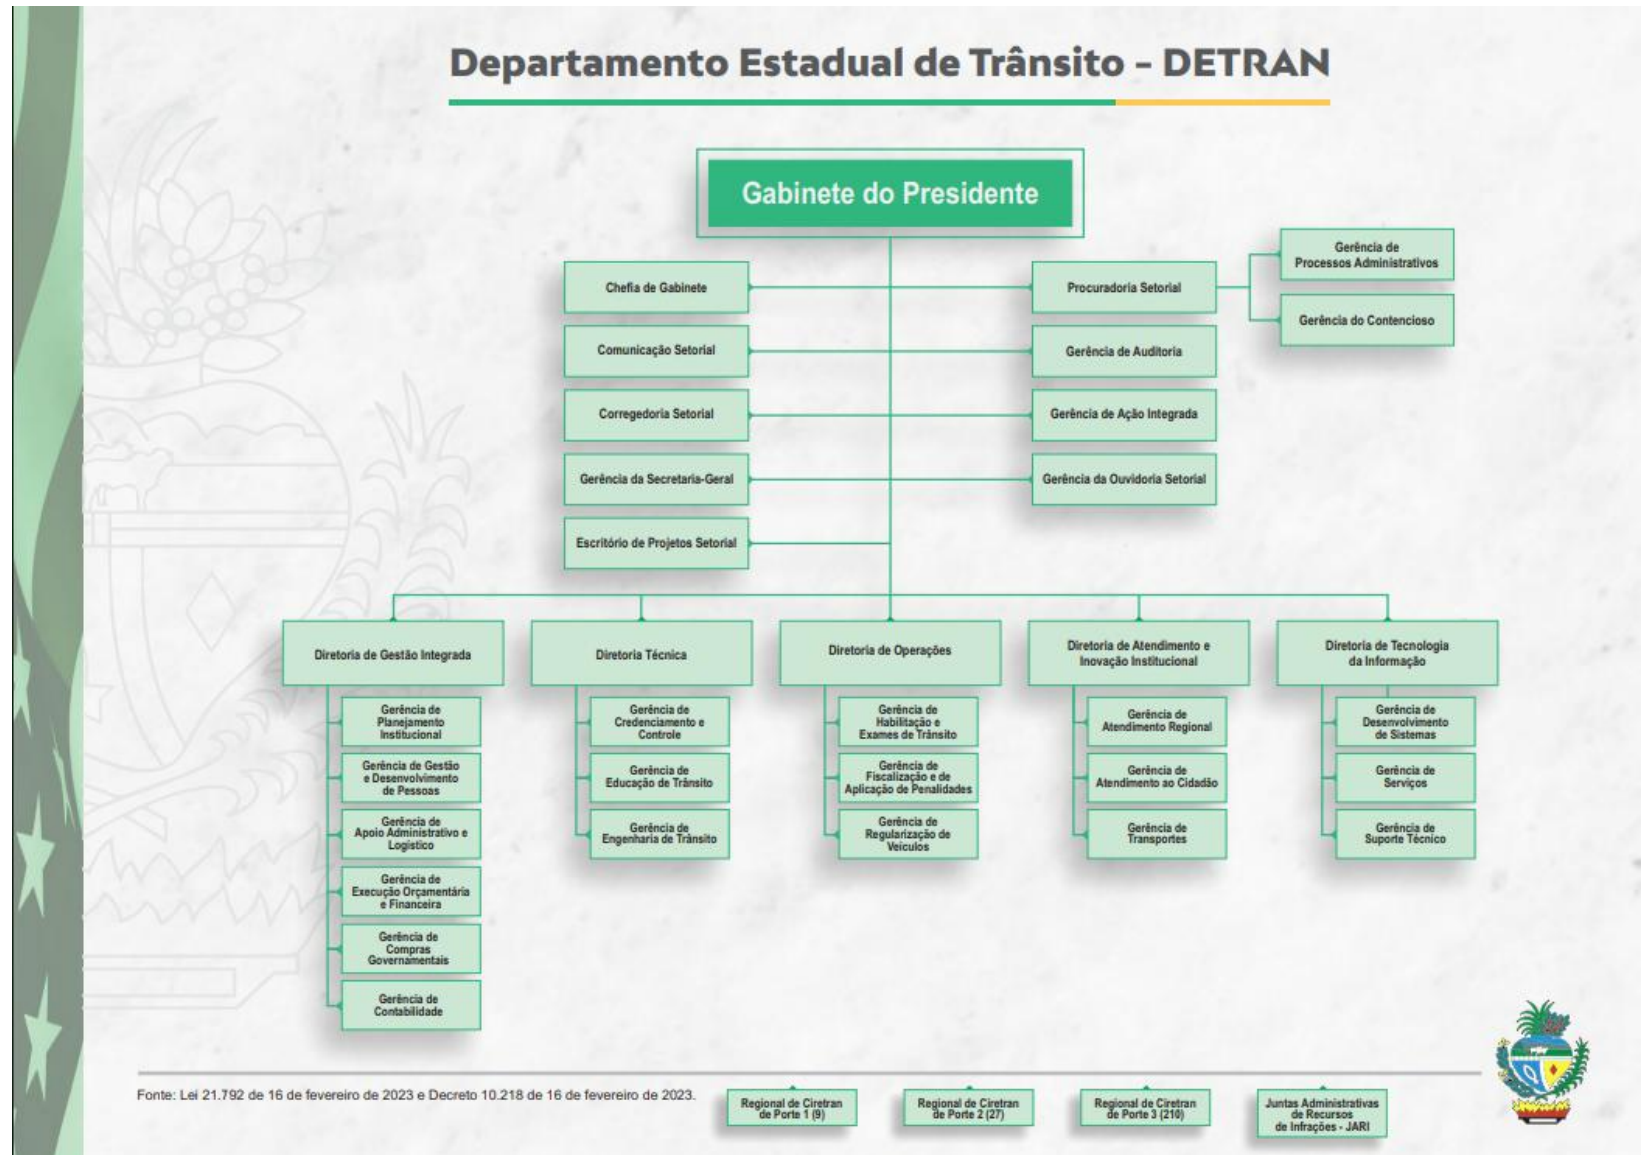 Departamento Estadual de Trânsito - DETRAN
Gabinete do Presidente
Gerência de
Processos Administrativos
Chefia de Gabinete
Procuradoria Setorial
Gerência do Contencioso
Comunicação Setorial
Gerência de Auditoria
Corregedoria Setorial
Gerência de Ação Integrada
Gerência da Secretaria-Geral
Gerência da Ouvidoria Setorial
Escritório de Projetos Setorial
Diretoria de Gestão Integrada
Gerência de
Planejamento
Institucional
Gerência de Gestão
e Desenvolvimento
de Pessoas
Gerência de
Apoio Administrativo e
Logístico
Gerência de
Execução Orçamentária
e Financeira
Gerência de
Compras
Governamentais
Gerência de
Contabilidade
Diretoria Técnica
Gerência de
Credenciamento e
Controle
Gerência de
Educação de Trânsito
Gerência de
Engenharia de Trânsito
Diretoria de Operações
Gerência de
Habilitação e
Exames de Trânsito
Gerência de
Fiscalização e de
Aplicação de Penalidades
Gerência de
Regularização de
Veículos
Diretoria de Atendimento e
Inovação Institucional
Gerência de
Atendimento Regional
Gerência de
Atendimento ao Cidadão
Gerência de
Transportes
Diretoria de Tecnologia
da Informação
Gerência de
Desenvolvimento
de Sistemas
Gerência de
Serviços
Gerência de
Suporte Técnico
Fonte: Lei 21.792 de 16 de fevereiro de 2023 e Decreto 10.218 de 16 de fevereiro de 2023.
Regional de Ciretran
de Porte 1 (9)
Regional de Ciretran
de Porte 2 (27)
Regional de Ciretran
de Porte 3 (210)
Juntas Administrativas
de Recursos
de Infrações - JARI